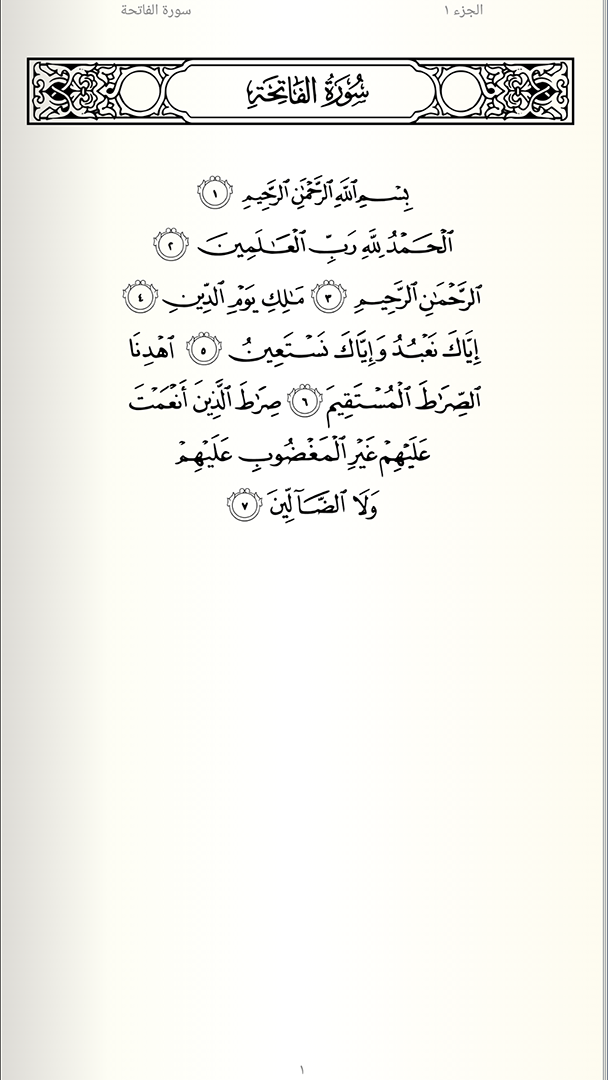 الجزء ١ سورة الفاتحة
سُورَةُ الفَاتِحَةِ
بِسۡمِ ٱللَّهِ ٱلرَّحۡمَٰنِ ٱلرَّحِيمِ ١
ٱلۡحَمۡدُ لِلَّهِ رَبِّ ٱلۡعَٰلَمِينَ ٢
ٱلرَّحۡمَٰنِ ٱلرَّحِيمِ ٣ مَٰلِكِ يَوۡمِ ٱلدِّينِ ٤
إِيَّاكَ نَعۡبُدُ وَإِيَّاكَ نَسۡتَعِينُ ٥ ٱهۡدِنَا
ٱلصِّرَٰطَ ٱلۡمُسۡتَقِيمَ ٦ صِرَٰطَ ٱلَّذِينَ أَنۡعَمۡتَ
عَلَيۡهِمۡ غَيۡرِ ٱلۡمَغۡضُوبِ عَلَيۡهِمۡ
وَلَا ٱلضَّآلِّينَ ٧
١